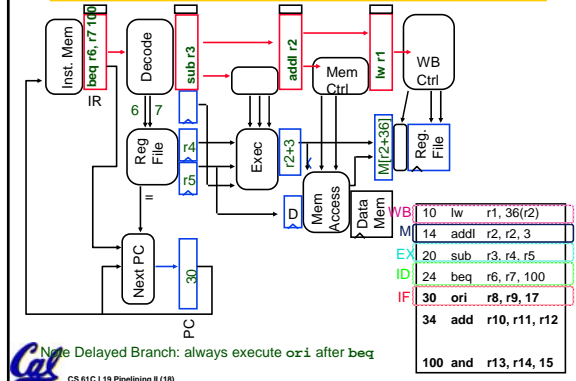 Inst. Mem
beq r6, r7 100
Decode
sub r3
addI r2
Mem
Ctrl
lw r1
WB
Ctrl
IR
6 7
Reg
File
r4
r5
Exec
r2+3
M[r2+36]
Reg.
File
=
D
Mem
Access
Data
Mem
Next PC
30
PC
WB 10 lw r1, 36(r2)
M 14 addI r2, r2, 3
EX 20 sub r3, r4, r5
ID 24 beq r6, r7, 100
IF 30 ori r8, r9, 17
34 add r10, r11, r12
100 and r13, r14, 15
Note Delayed Branch: always execute ori after beq
Cal
CS 61C L19 Pipelining II (18)